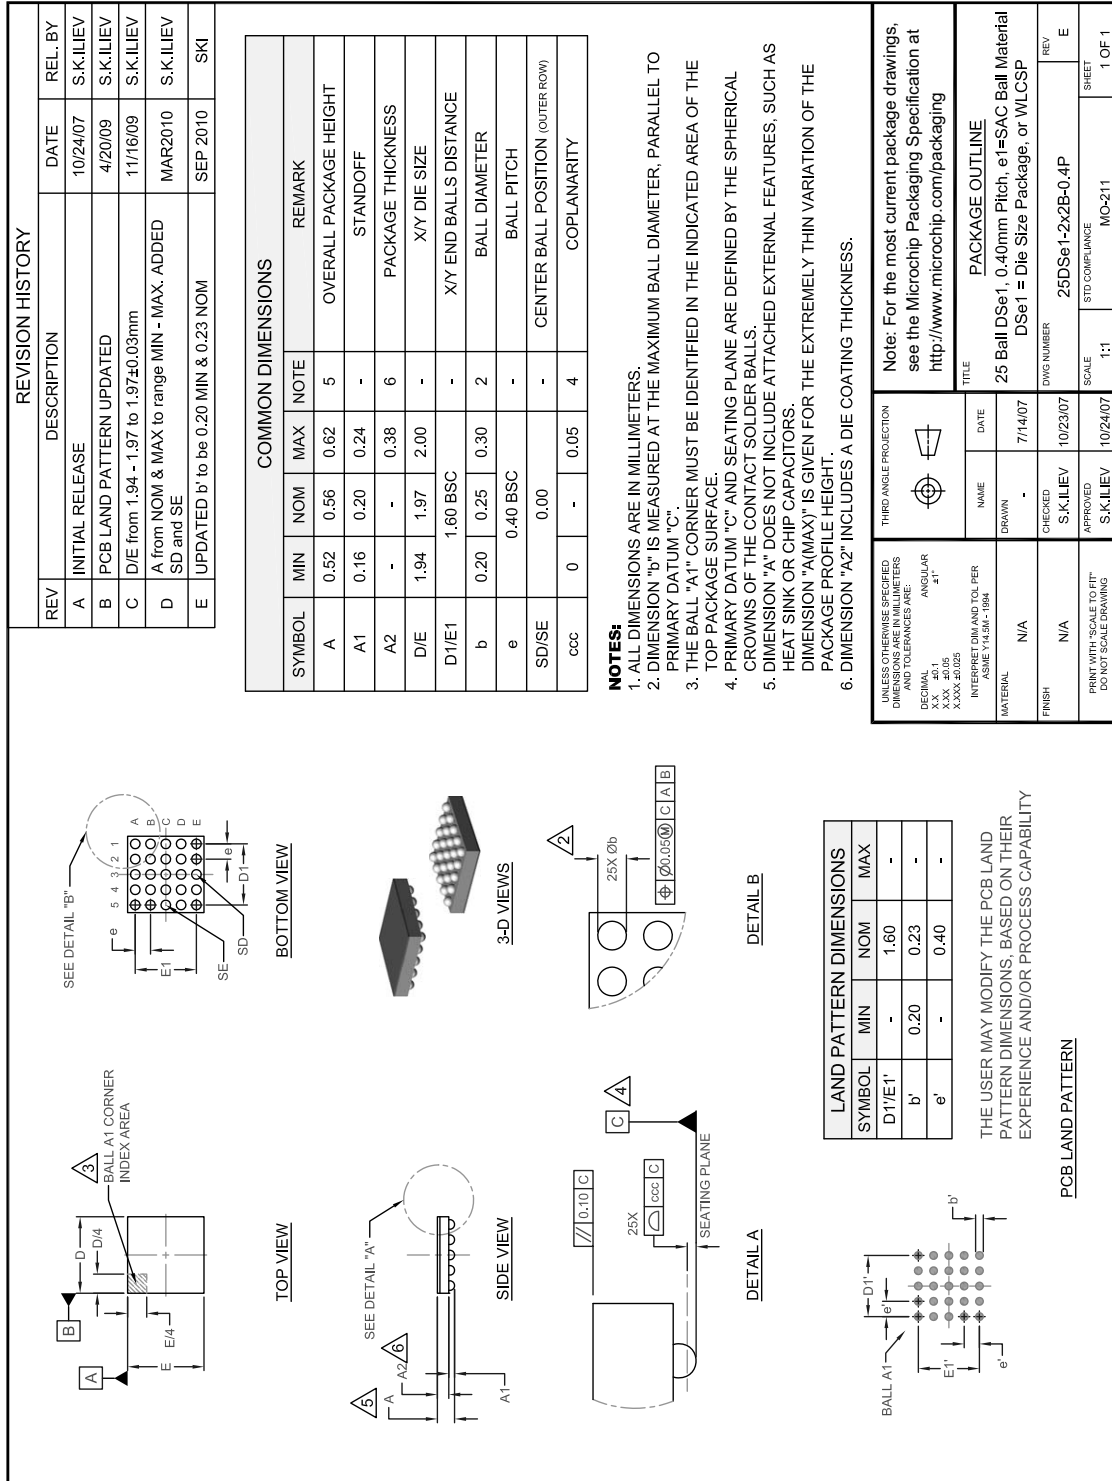 REVISION HISTORY
REV DESCRIPTION DATE REL. BY
A INITIAL RELEASE 10/24/07 S.K.ILIEV
B PCB LAND PATTERN UPDATED 4/20/09 S.K.ILIEV
C D/E from 1.94 - 1.97 to 1.97±0.03mm 11/16/09 S.K.ILIEV
D A from NOM & MAX to range MIN - MAX. ADDED SD and SE MAR2010 S.K.ILIEV
E UPDATED b' to be 0.20 MIN & 0.23 NOM SEP 2010 SKI
B
A
D
D/4
3
BALL A1 CORNER
INDEX AREA
E/4
E
TOP VIEW
SEE DETAIL "B"
e
E1
5 4 3 2 1
A
B
C
D
E
SE
SD
e
D1
BOTTOM VIEW
COMMON DIMENSIONS
SYMBOL MIN NOM MAX NOTE REMARK
A 0.52 0.56 0.62 5 OVERALL PACKAGE HEIGHT
A1 0.16 0.20 0.24 - STANDOFF
A2 - - 0.38 6 PACKAGE THICKNESS
D/E 1.94 1.97 2.00 - X/Y DIE SIZE
D1/E1 1.60 BSC - X/Y END BALLS DISTANCE
b 0.20 0.25 0.30 2 BALL DIAMETER
e 0.40 BSC - BALL PITCH
SD/SE 0.00 - CENTER BALL POSITION (OUTER ROW)
ccc 0 - 0.05 4 COPLANARITY
5
A
6
A2
A1
SEE DETAIL "A"
SIDE VIEW
3-D VIEWS
NOTES:
1. ALL DIMENSIONS ARE IN MILLIMETERS.
2. DIMENSION "b" IS MEASURED AT THE MAXIMUM BALL DIAMETER, PARALLEL TO
PRIMARY DATUM "C".
3. THE BALL "A1" CORNER MUST BE IDENTIFIED IN THE INDICATED AREA OF THE
TOP PACKAGE SURFACE.
4. PRIMARY DATUM "C" AND SEATING PLANE ARE DEFINED BY THE SPHERICAL
CROWNS OF THE CONTACT SOLDER BALLS.
5. DIMENSION "A" DOES NOT INCLUDE ATTACHED EXTERNAL FEATURES, SUCH AS
HEAT SINK OR CHIP CAPACITORS.
DIMENSION "A(MAX)" IS GIVEN FOR THE EXTREMELY THIN VARIATION OF THE
PACKAGE PROFILE HEIGHT.
6. DIMENSION "A2" INCLUDES A DIE COATING THICKNESS.
// 0.10 C
25X
ccc C
C
4
SEATING PLANE
DETAIL A
25X Øb
2
Ø0.05 M C A B
DETAIL B
BALL A1
D1'
e'
E1'
e'
b'
LAND PATTERN DIMENSIONS
SYMBOL MIN NOM MAX
D1'/E1' - 1.60 -
b' 0.20 0.23 -
e' - 0.40 -
THE USER MAY MODIFY THE PCB LAND
PATTERN DIMENSIONS, BASED ON THEIR
EXPERIENCE AND/OR PROCESS CAPABILITY
PCB LAND PATTERN
UNLESS OTHERWISE SPECIFIED
DIMENSIONS ARE IN MILLIMETERS
AND TOLERANCES ARE:
DECIMAL ANGULAR
X.X ±0.1 ±1°
X.XX ±0.05
X.XXX ±0.025
INTERPRET DIM AND TOL PER
ASME Y14.5M - 1994
MATERIAL
N/A
FINISH
N/A
PRINT WITH "SCALE TO FIT"
DO NOT SCALE DRAWING
THIRD ANGLE PROJECTION
NAME DATE
DRAWN
- 7/14/07
CHECKED
S.K.ILIEV 10/23/07
APPROVED
S.K.ILIEV 10/24/07
Note: For the most current package drawings,
see the Microchip Packaging Specification at
http://www.microchip.com/packaging
TITLE
PACKAGE OUTLINE
25 Ball DSe1, 0.40mm Pitch, e1=SAC Ball Material
DSe1 = Die Size Package, or WLCSP
DWG NUMBER
25DSe1-2x2B-0.4P
REV
E
SCALE
1:1
STD COMPLIANCE
MO-211
SHEET
1 OF 1